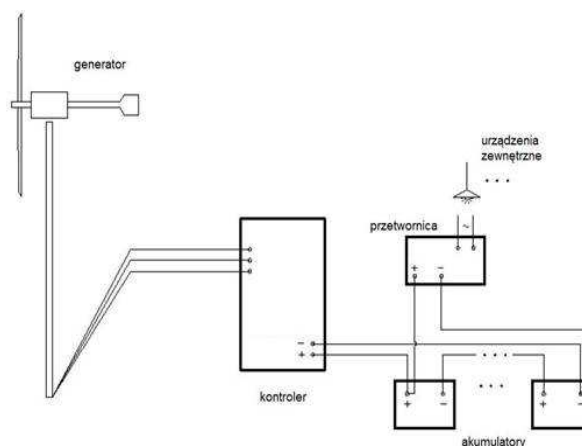 generator
urządzenia
zewnętrzne
. . .
przetwornica
~
+ −
−
+
. . .
kontroler
+ − . . . + −
akumulatory